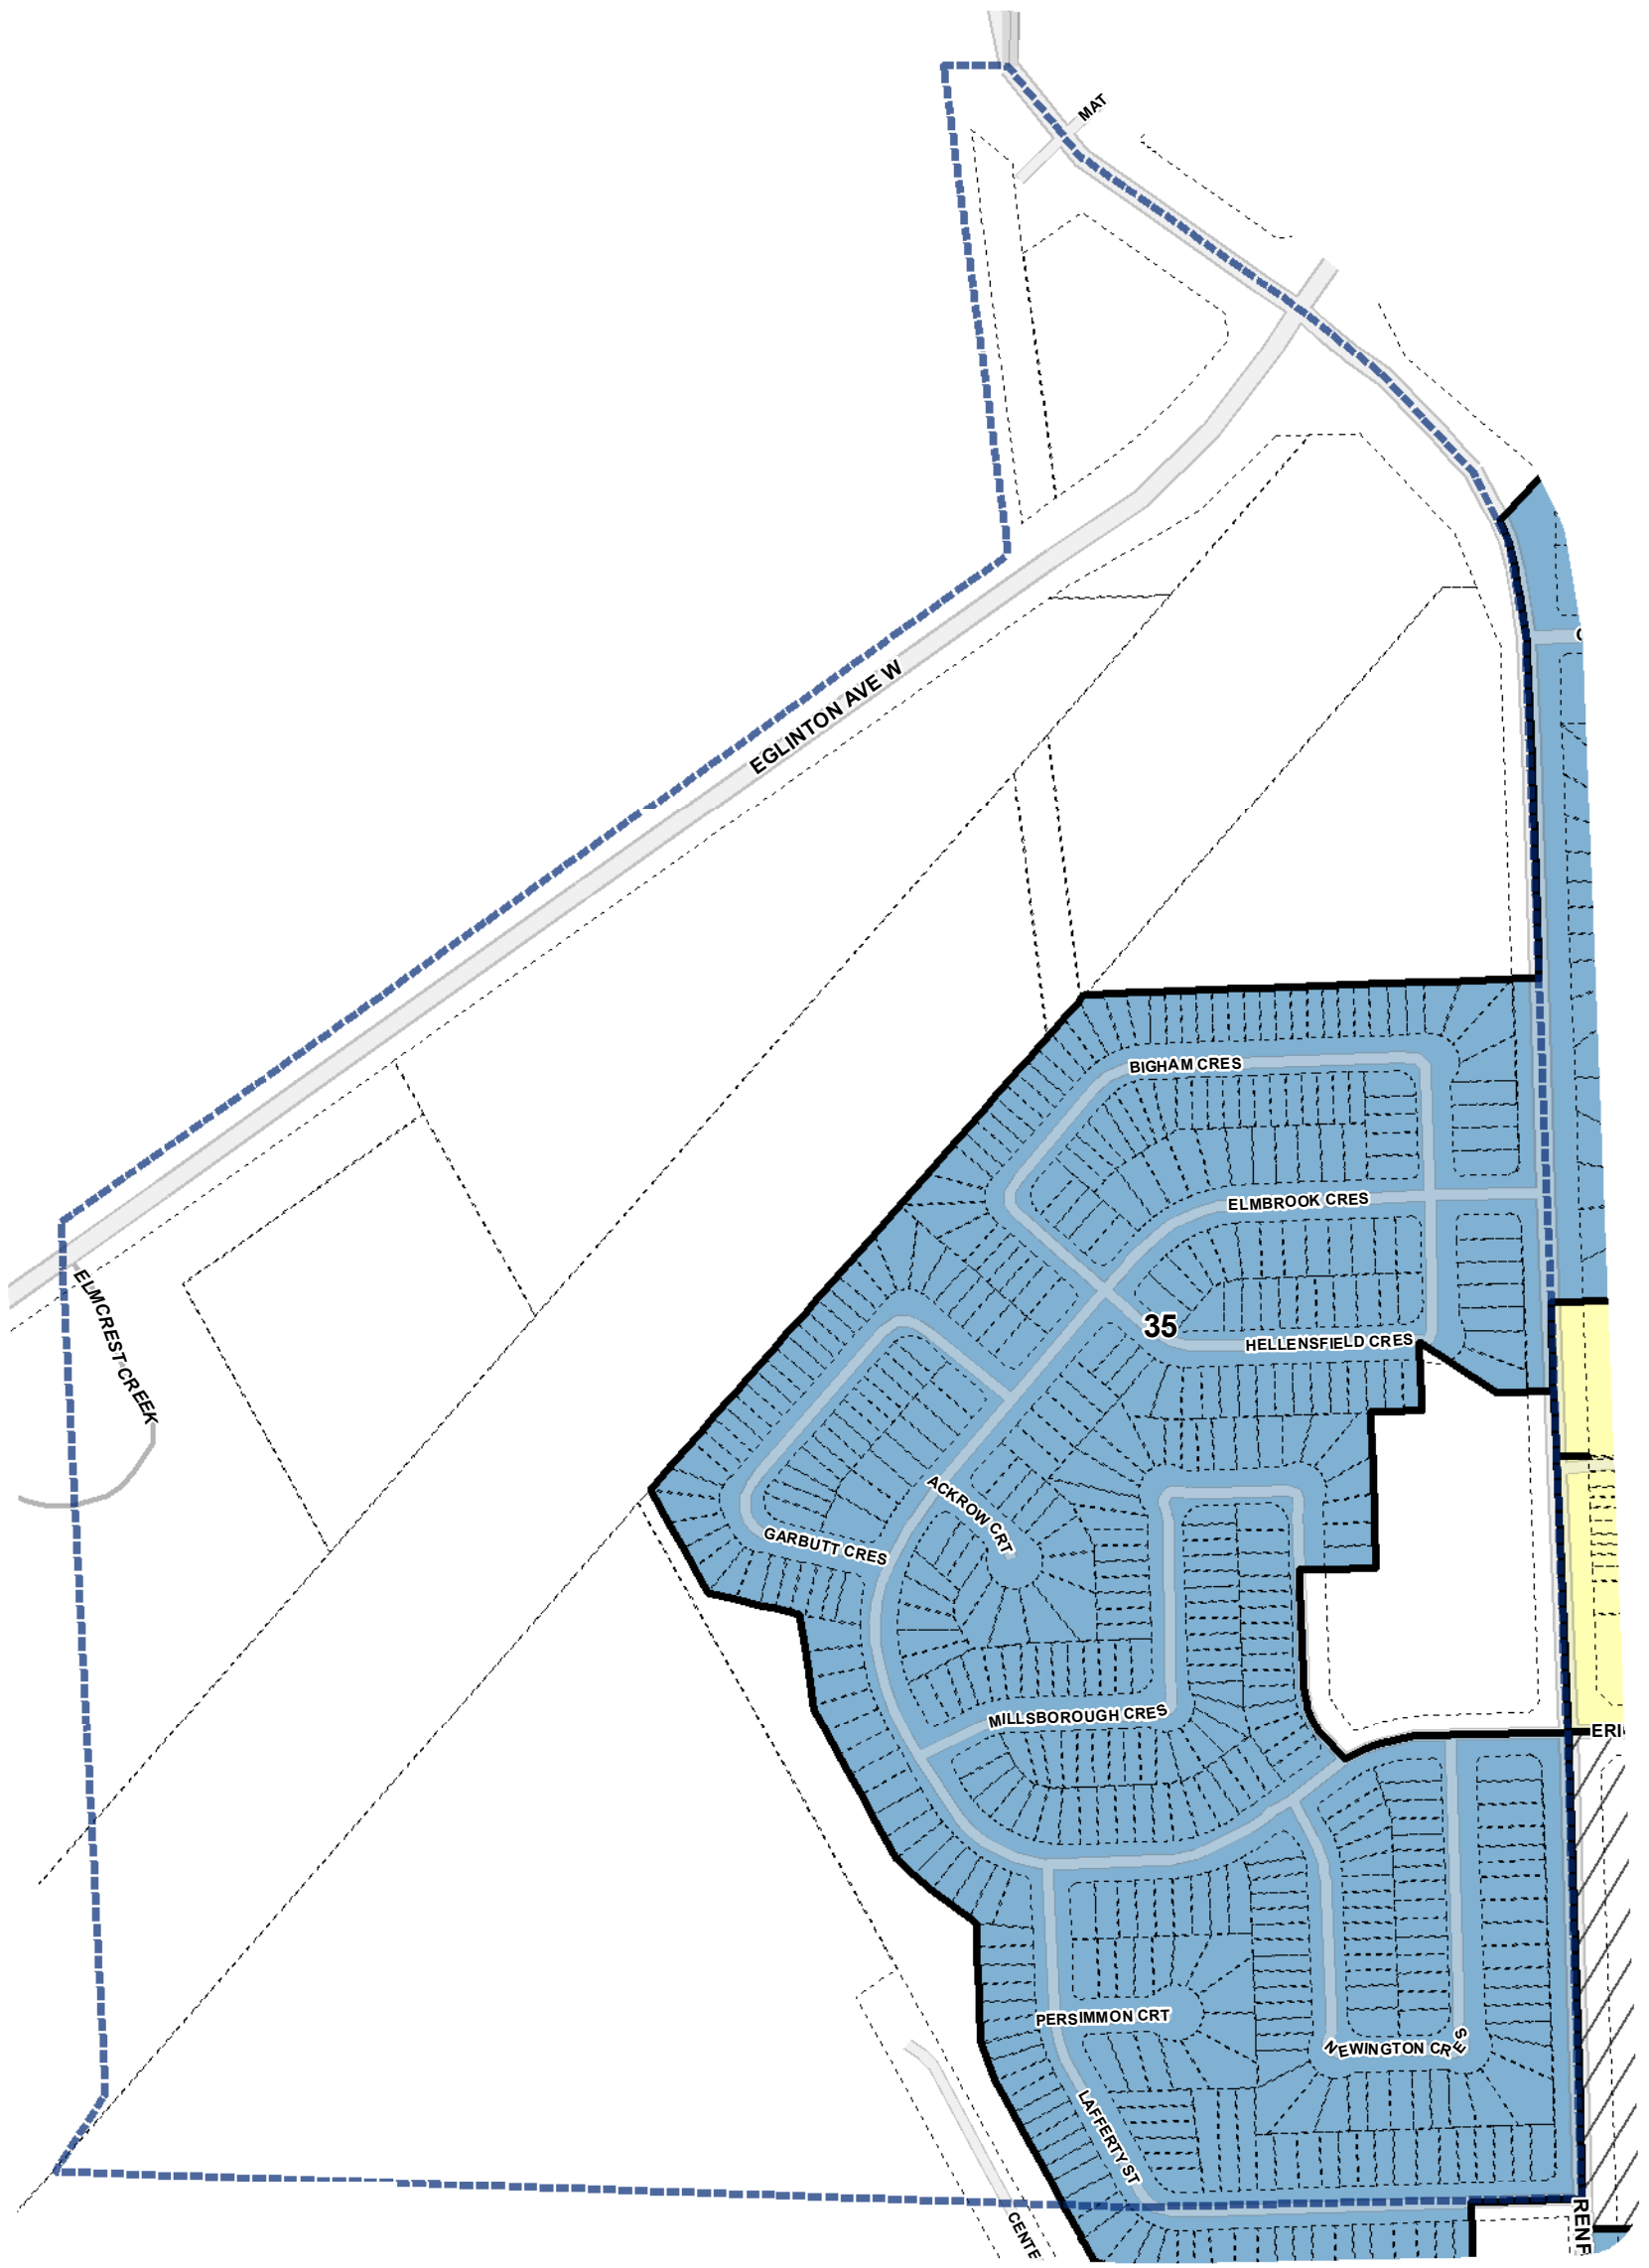 MAT
C
EGLINTON AVE W
BIGHAM CRES
ELMBROOK CRES
ELMCREST CREEK
35
HELLENSFIELD CRES
ACKROW CRT
GARBUTT CRES
MILLSBOROUGH CRES
ERI
PERSIMMON CRT
NEWINGTON CRES
LAFFERTY ST
CENTE
RENF